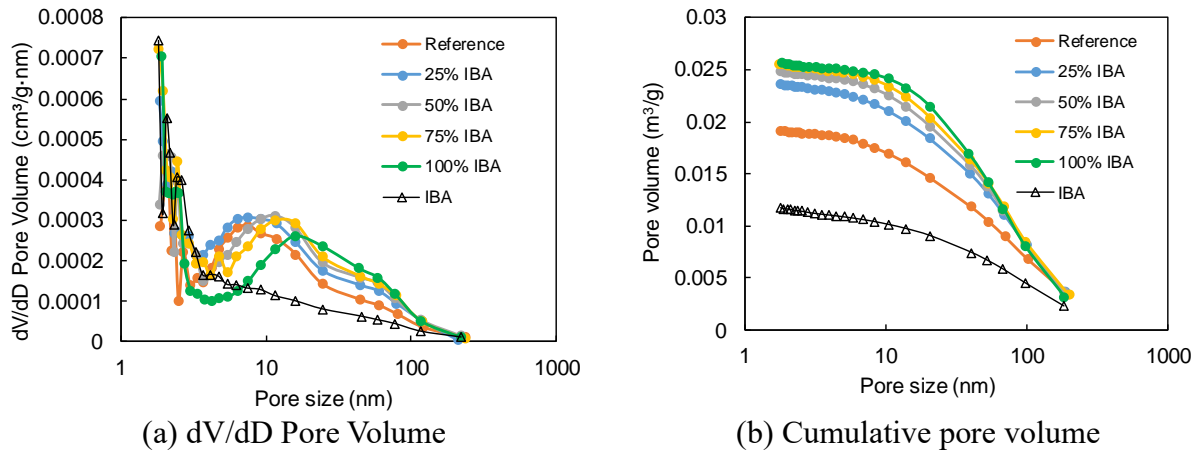 0.0008
0.0007
0.0006
0.0005
0.0004
0.0003
0.0002
0.0001
0
dV/dD Pore Volume (cm³/g·nm)
Reference
25% IBA
50% IBA
75% IBA
100% IBA
IBA
1 10 100 1000
Pore size (nm)
(a) dV/dD Pore Volume
0.03
0.025
0.02
0.015
0.01
0.005
0
Pore volume (m³/g)
Reference
25% IBA
50% IBA
75% IBA
100% IBA
IBA
1 10 100 1000
Pore size (nm)
(b) Cumulative pore volume